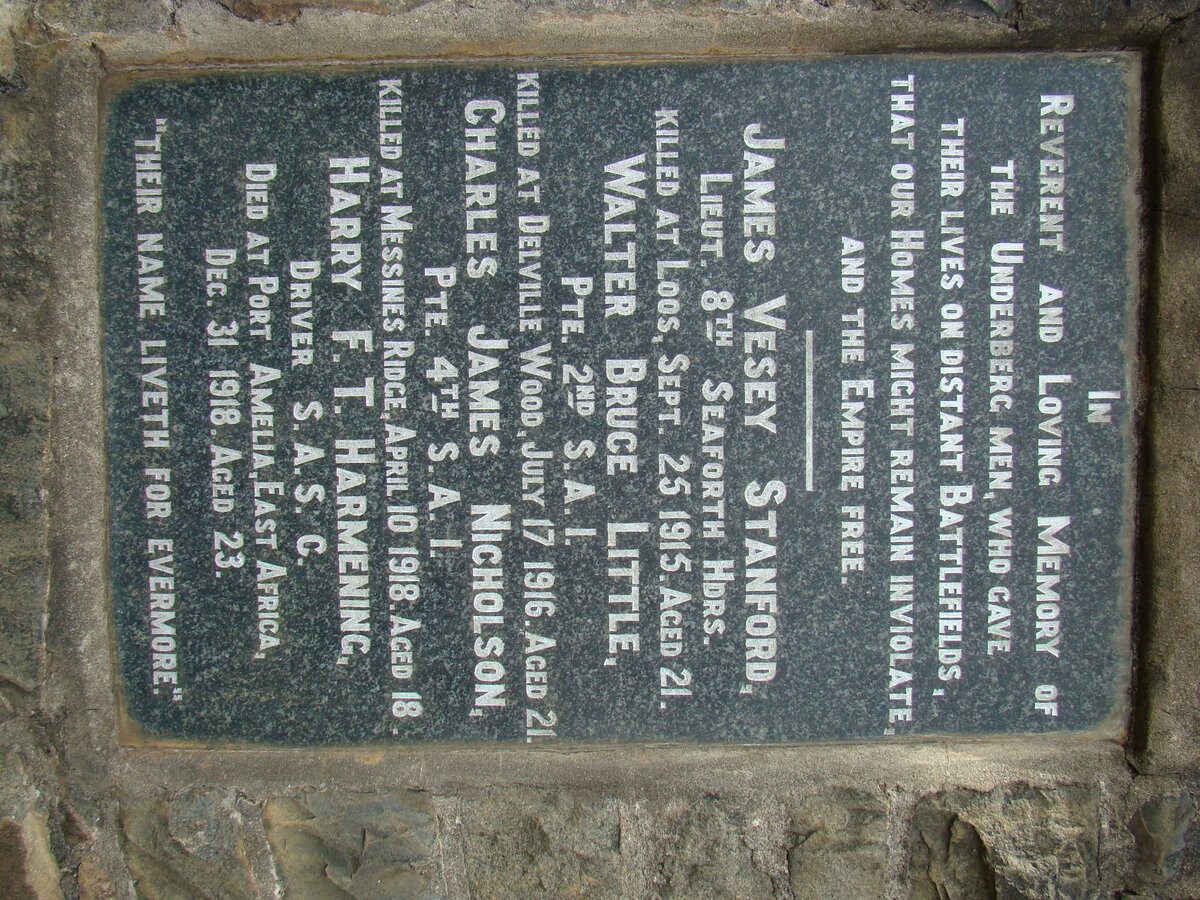 IN
REVERENT AND LOVING MEMORY OF
THE UNDERBERG MEN, WHO GAVE
THEIR LIVES ON DISTANT BATTLEFIELDS,
THAT OUR HOMES MIGHT REMAIN INVIOLATE,
AND THE EMPIRE FREE.
JAMES VESEY STANFORD,
LIEUT. 8TH SEAFORTH HDRS.
KILLED AT LOOS, SEPT. 25 1915. AGED 21.
WALTER BRUCE LITTLE,
PTE. 2ND S. A. I.
KILLED AT DELVILLE WOOD, JULY 17 1916. AGED 21.
CHARLES JAMES NICHOLSON,
PTE. 4TH S. A. I.
KILLED AT MESSINES RIDGE, APRIL 10 1918. AGED 18.
HARRY F. T. HARMENING,
DRIVER S. A. S. C.
DIED AT PORT AMELIA, EAST AFRICA,
DEC. 31 1918. AGED 23.
"THEIR NAME LIVETH FOR EVERMORE."